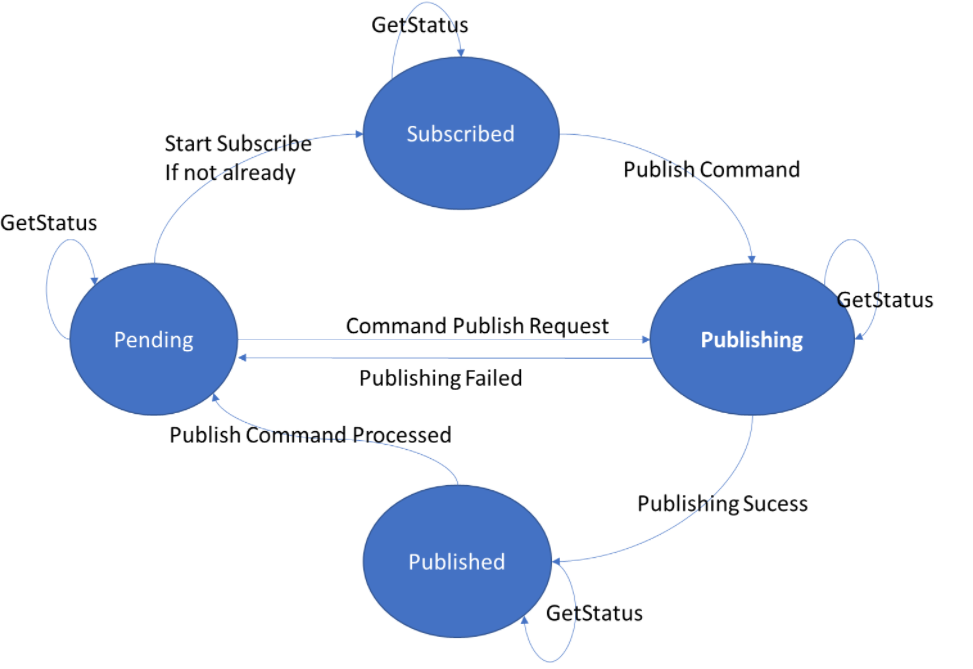 GetStatus
Subscribed
Start Subscribe
If not already
Publish Command
GetStatus
GetStatus
Pending
Command Publish Request
Publishing
Publishing Failed
Publish Command Processed
Publishing Sucess
Published
GetStatus